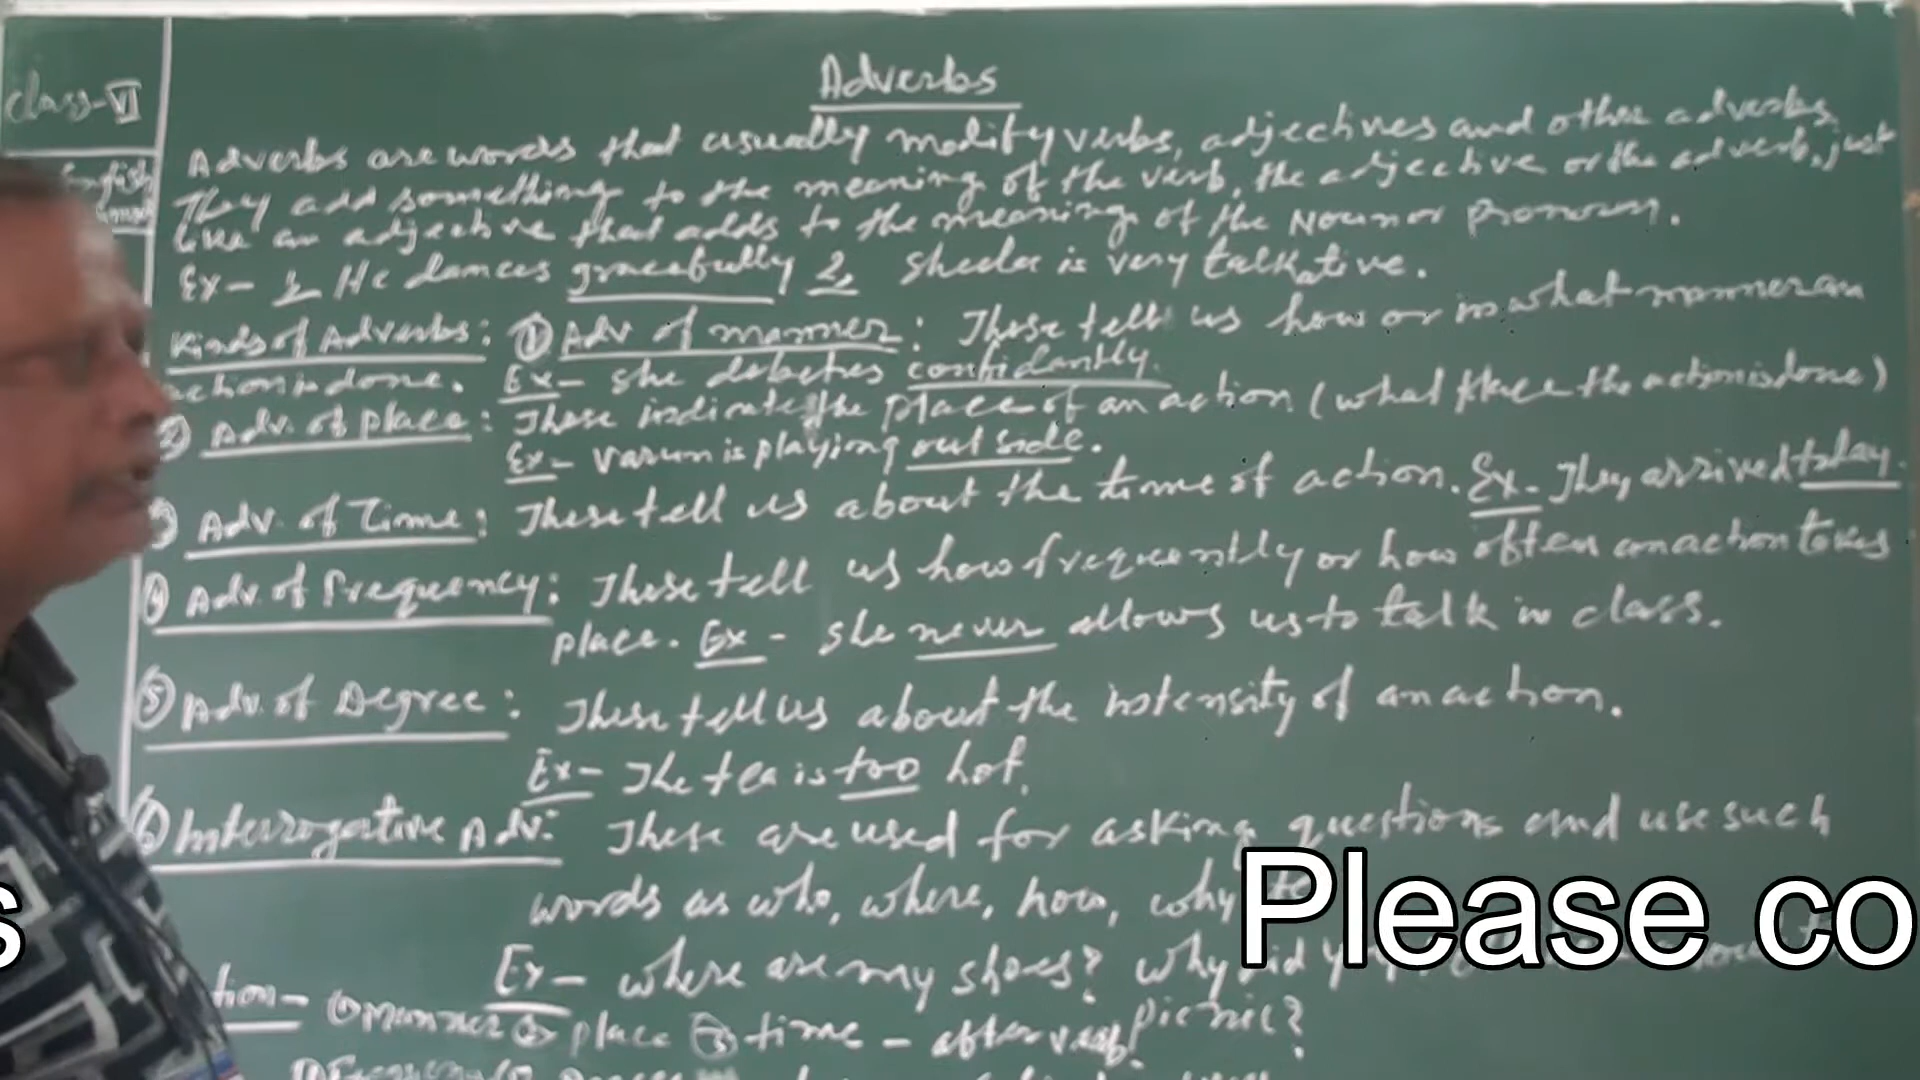 Class-VI
English
Adverbs
Adverbs are words that usually modify verbs, adjectives and other adverbs.
They add something to the meaning of the verb, the adjective or the adverb, just
like an adjective that adds to the meaning of the Noun or Pronoun.
Ex- 1, He dances gracefully 2, Sheela is very talkative.
Kinds of Adverbs: ① Adv of manner: These tell us how or in what manner an
action is done. Ex- She debates confidantly.
② Adv. of place: These indicate the place of an action (what place the action is done)
Ex- Varun is playing outside.
③ Adv. of Time: These tell us about the time of action. Ex- They arrived today.
④ Adv. of Frequency: These tell us how frequently or how often an action takes
place. Ex- She never allows us to talk in class.
⑤ Adv. of Degree: These tell us about the intensity of an action.
Ex- The tea is too hot.
⑥ Interrogative Adv: These are used for asking questions and use such
words as who, where, how, why
Ex- where are my shoes? why did
tion- ① manner ② place ③ time - after verb. picnic?
s Please co